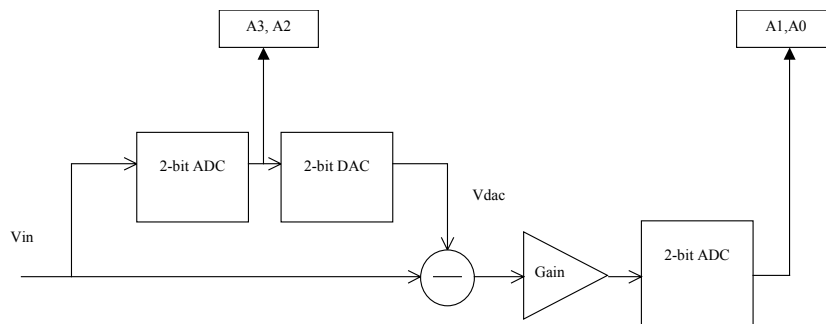 A3, A2
A1,A0
2-bit ADC
2-bit DAC
Vdac
Vin
Gain
2-bit ADC